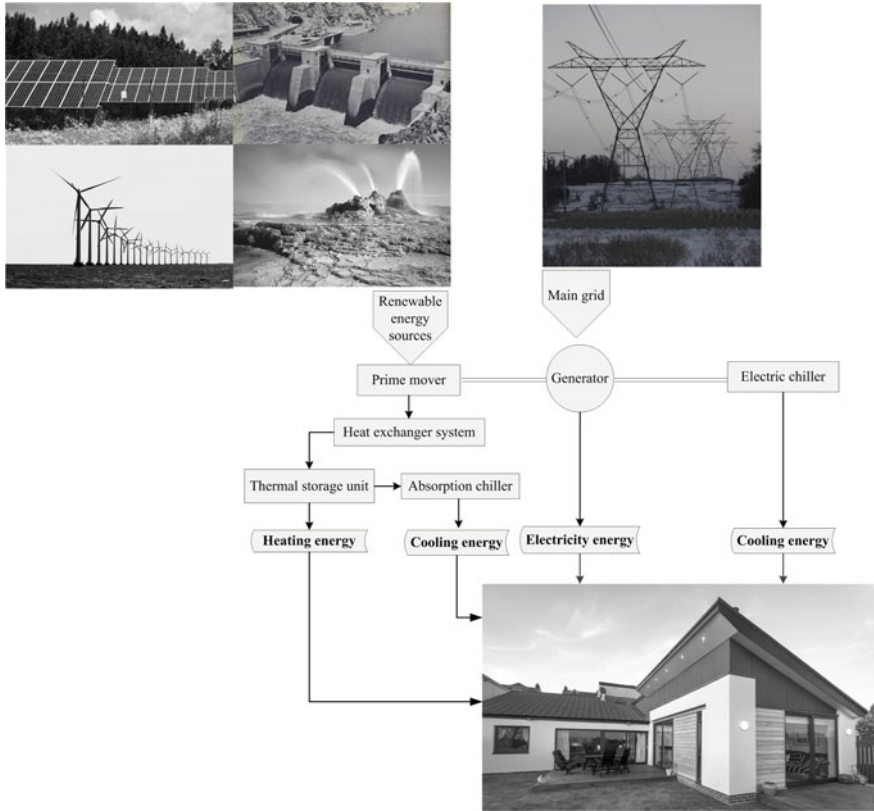 Renewable
energy
sources
Main grid
Prime mover
Generator
Electric chiller
Heat exchanger system
Thermal storage unit
Absorption chiller
Heating energy
Cooling energy
Electricity energy
Cooling energy